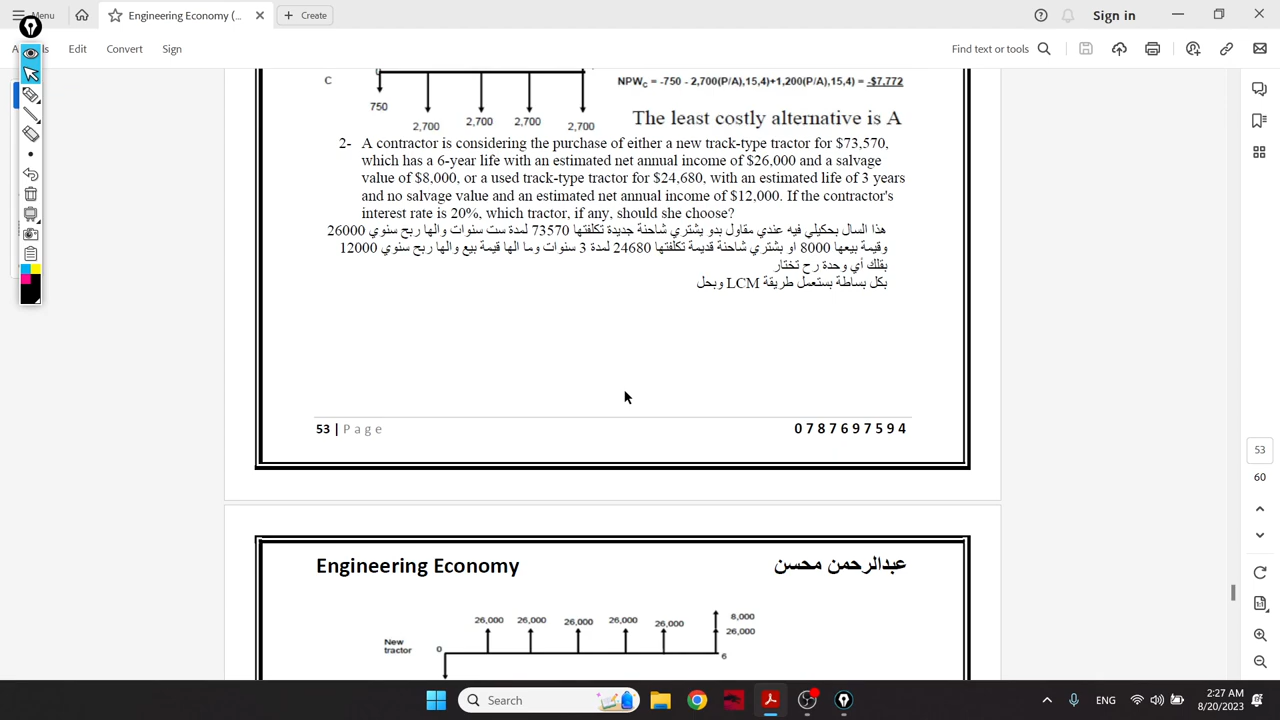 Menu
Engineering Economy (...
Create
Sign in
Edit
Convert
Sign
Find text or tools
C
0
750
2,700
2,700
2,700
2,700
NPWc = -750 - 2,700(P/A),15,4)+1,200(P/A),15,4) = -$7,772
The least costly alternative is A
2- A contractor is considering the purchase of either a new track-type tractor for $73,570,
which has a 6-year life with an estimated net annual income of $26,000 and a salvage
value of $8,000, or a used track-type tractor for $24,680, with an estimated life of 3 years
and no salvage value and an estimated net annual income of $12,000. If the contractor's
interest rate is 20%, which tractor, if any, should she choose?
هذا السال بحكيلي فيه عندي مقاول بدو يشتري شاحنة جديدة تكلفتها 73570 لمدة ست سنوات والها ربح سنوي 26000
وقيمة بيعها 8000 او بشتري شاحنة قديمة تكلفتها 24680 لمدة 3 سنوات وما الها قيمة بيع والها ربح سنوي 12000
بقلك أي وحدة رح تختار
بكل بساطة بستعمل طريقة LCM وبحل
53 | Page
0787697594
53
60
Engineering Economy
عبدالرحمن محسن
26,000
26,000
26,000
26,000
26,000
8,000
26,000
New
tractor
0
6
Search
ENG
2:27 AM
8/20/2023